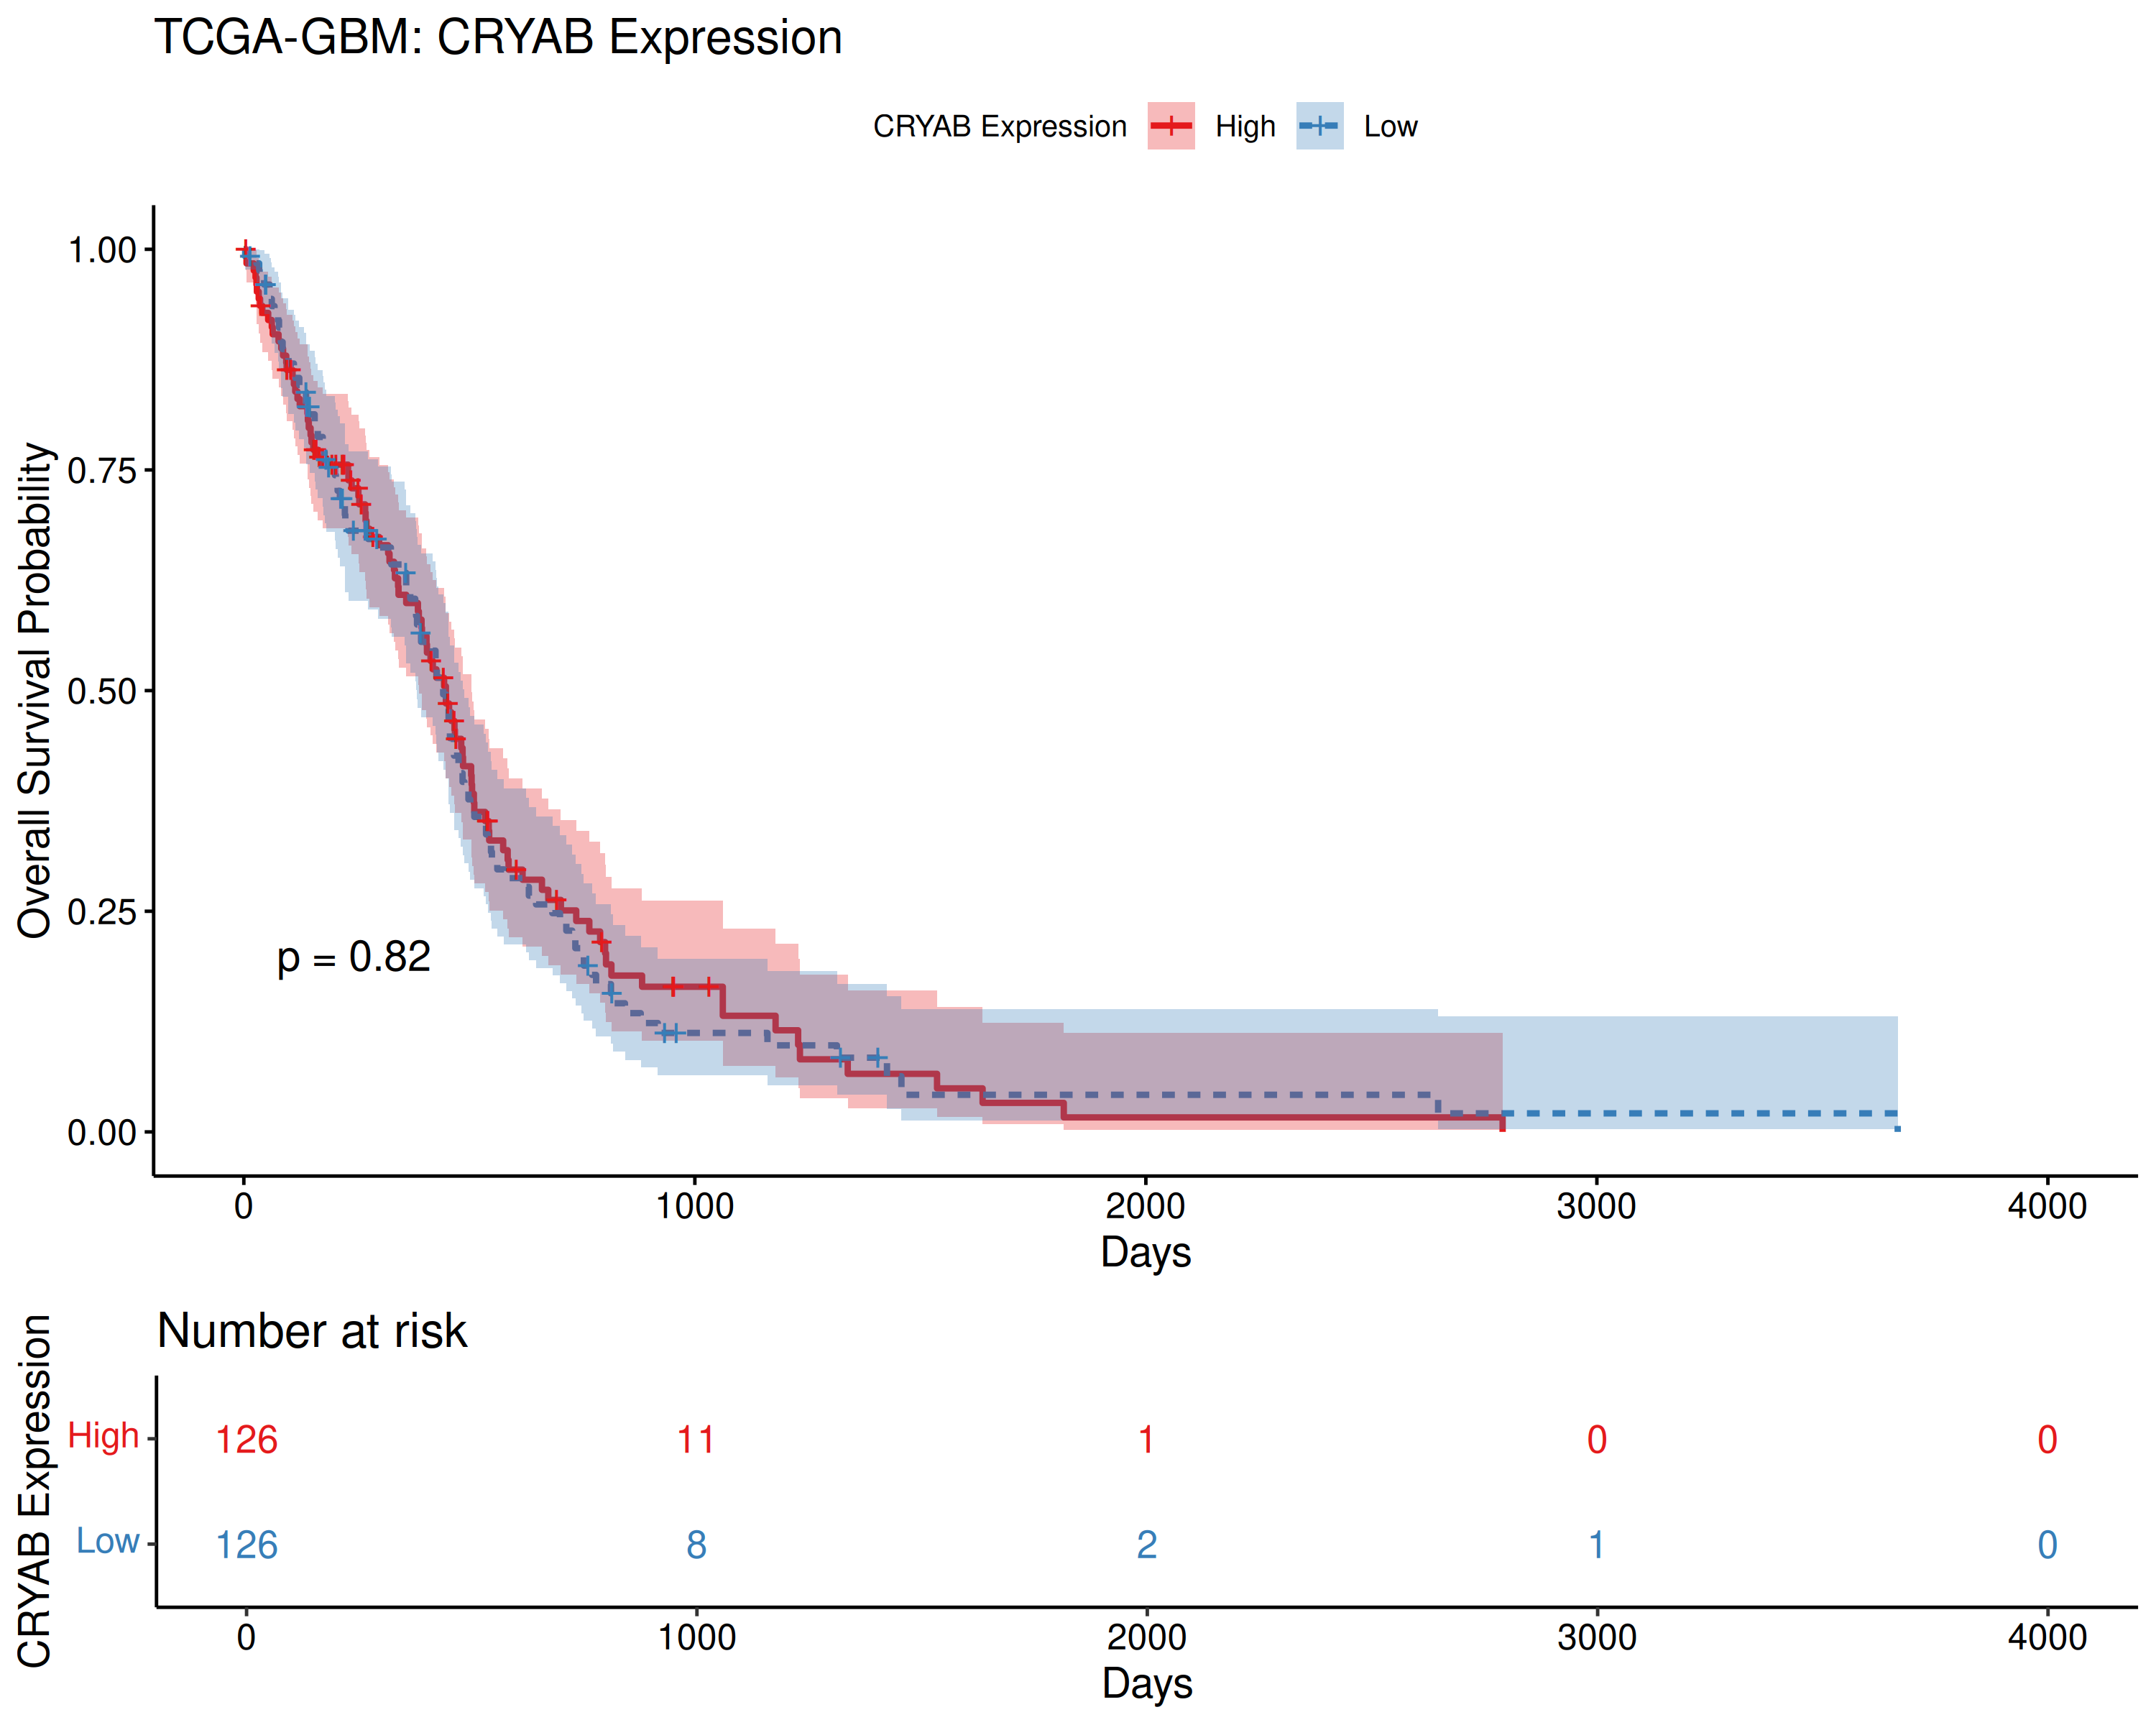 TCGA-GBM: CRYAB Expression
CRYAB Expression High Low
Overall Survival Probability
1.00
0.75
0.50
0.25
0.00
p = 0.82
0 1000 2000 3000 4000
Days
Number at risk
CRYAB Expression
High 126 11 1 0 0
Low 126 8 2 1 0
0 1000 2000 3000 4000
Days